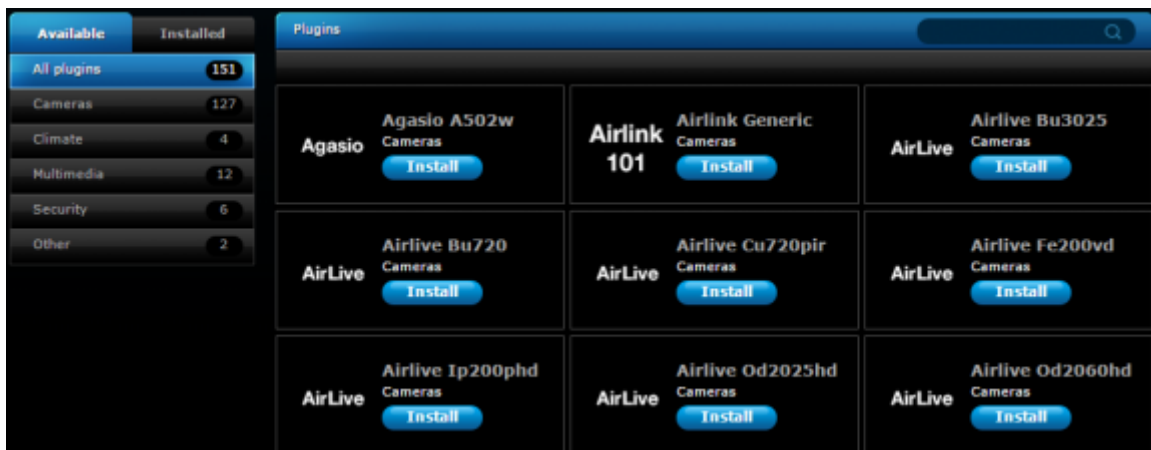 Available Installed
All plugins 151
Cameras 127
Climate 4
Multimedia 12
Security 6
Other 2
Plugins
Agasio
Agasio A502w
Cameras
Install
Airlink
101
Airlink Generic
Cameras
Install
AirLive
Airlive Bu3025
Cameras
Install
AirLive
Airlive Bu720
Cameras
Install
AirLive
Airlive Cu720pir
Cameras
Install
AirLive
Airlive Fe200vd
Cameras
Install
AirLive
Airlive Ip200phd
Cameras
Install
AirLive
Airlive Od2025hd
Cameras
Install
AirLive
Airlive Od2060hd
Cameras
Install